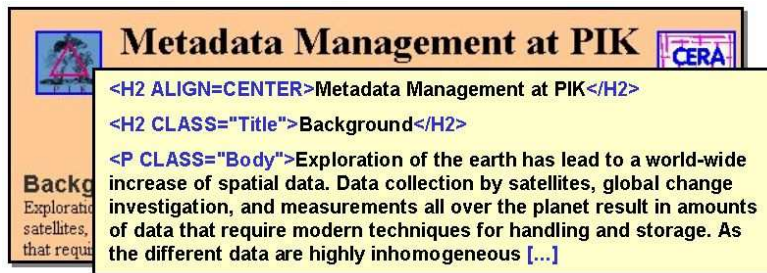 Metadata Management at PIK
PIK
CERA
<H2 ALIGN=CENTER>Metadata Management at PIK</H2>
<H2 CLASS="Title">Background</H2>
<P CLASS="Body">Exploration of the earth has lead to a world-wide
increase of spatial data. Data collection by satellites, global change
investigation, and measurements all over the planet result in amounts
of data that require modern techniques for handling and storage. As
the different data are highly inhomogeneous [...]
Backg
Exploratio
satellites,
that requi